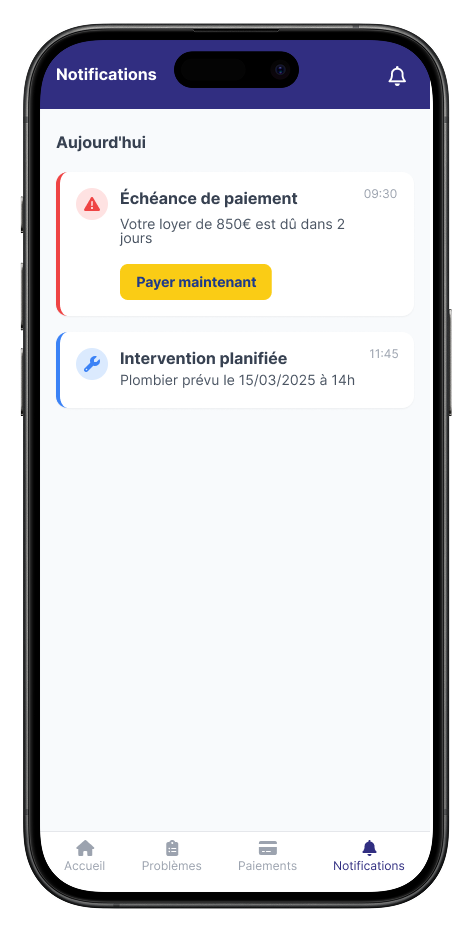 Notifications
Aujourd'hui
Échéance de paiement
09:30
Votre loyer de 850€ est dû dans 2
jours
Payer maintenant
Intervention planifiée
11:45
Plombier prévu le 15/03/2025 à 14h
Accueil
Problèmes
Paiements
Notifications